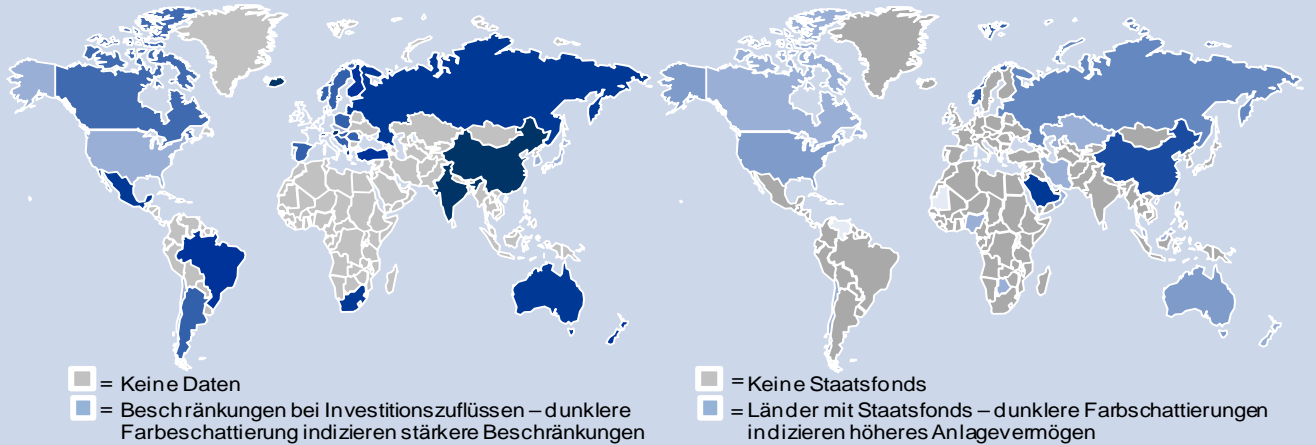 = Keine Daten
= Beschränkungen bei Investitionszuflüssen – dunklere
Farbeschattierung indizieren stärkere Beschränkungen
= Keine Staatsfonds
= Länder mit Staatsfonds – dunklere Farbschattierungen
indizieren höheres Anlagevermögen